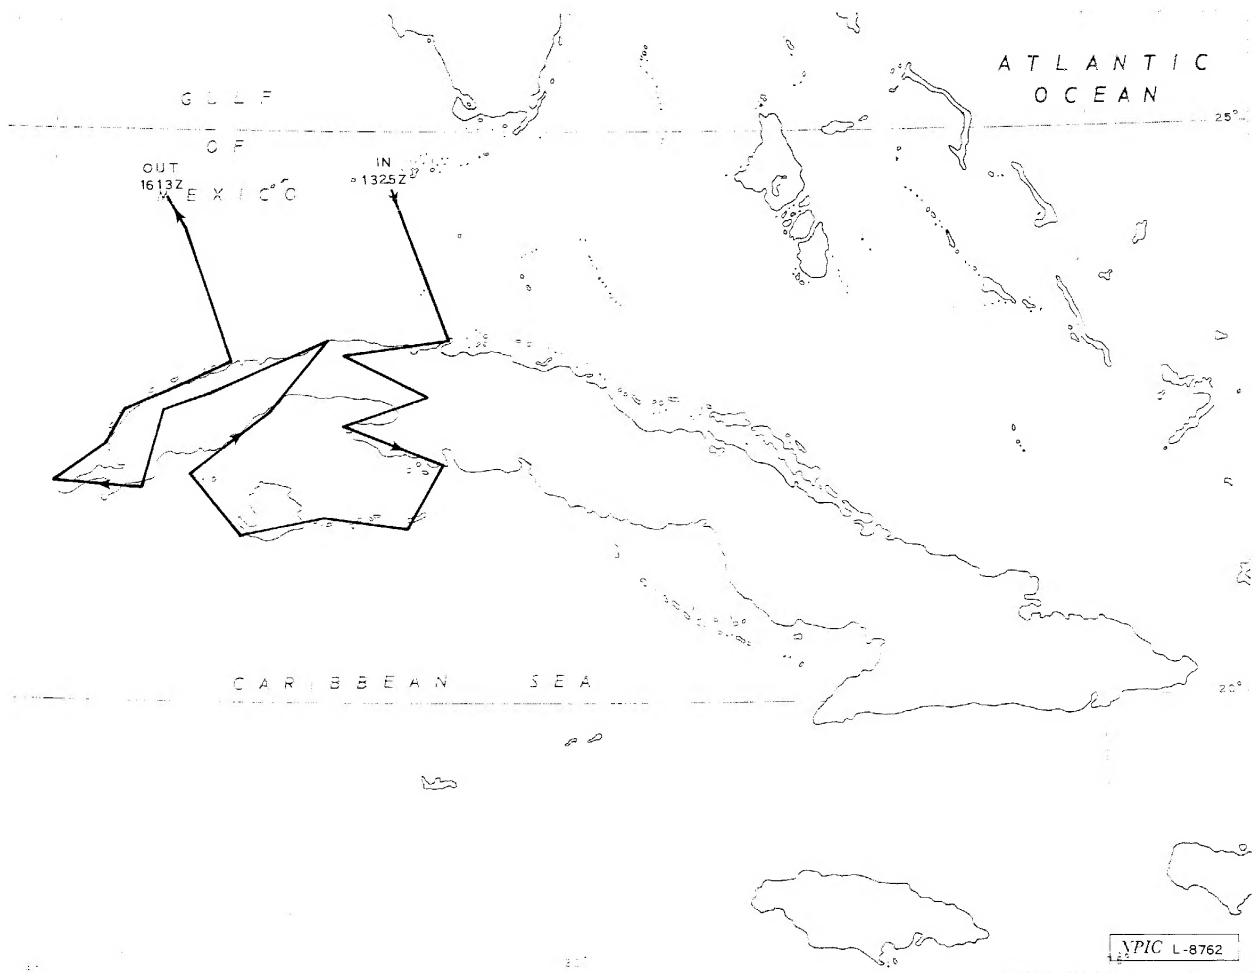 ATLANTIC
OCEAN
GULF
OF
MEXICO
25°
OUT
1613Z
IN
1325Z
CARIBBEAN SEA
20°
NPIC L-8762